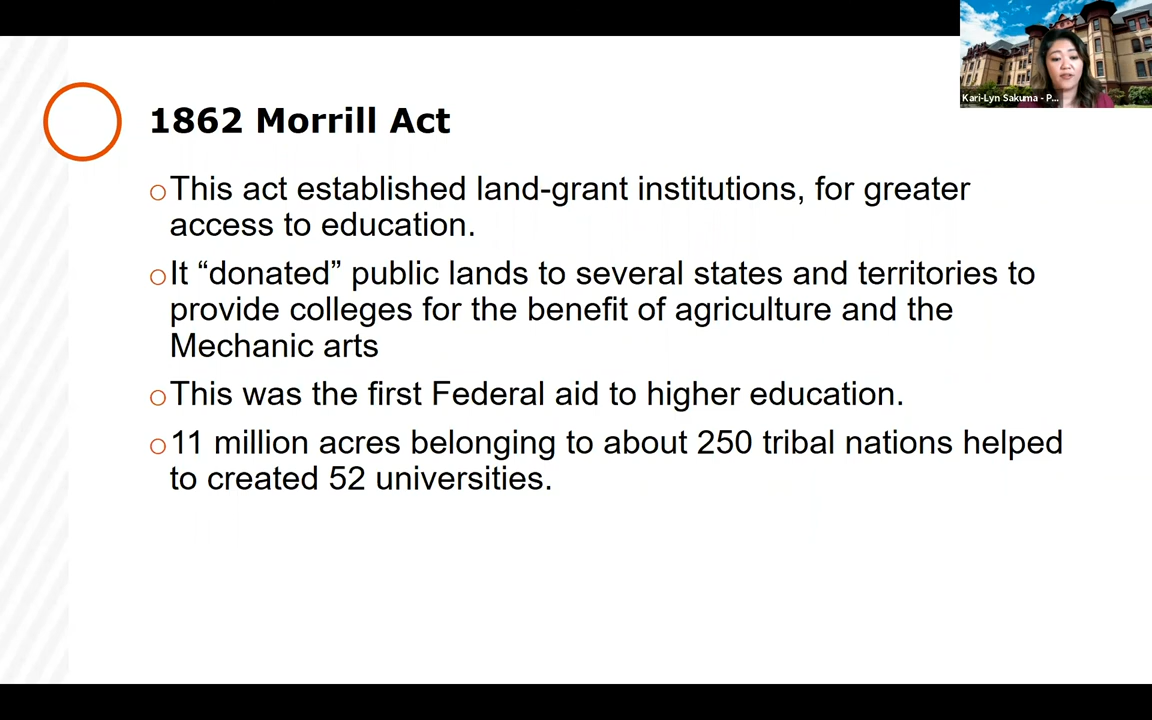 Kari-Lyn Sakuma - P...
1862 Morrill Act
This act established land-grant institutions, for greater
access to education.
It “donated” public lands to several states and territories to
provide colleges for the benefit of agriculture and the
Mechanic arts
This was the first Federal aid to higher education.
11 million acres belonging to about 250 tribal nations helped
to created 52 universities.